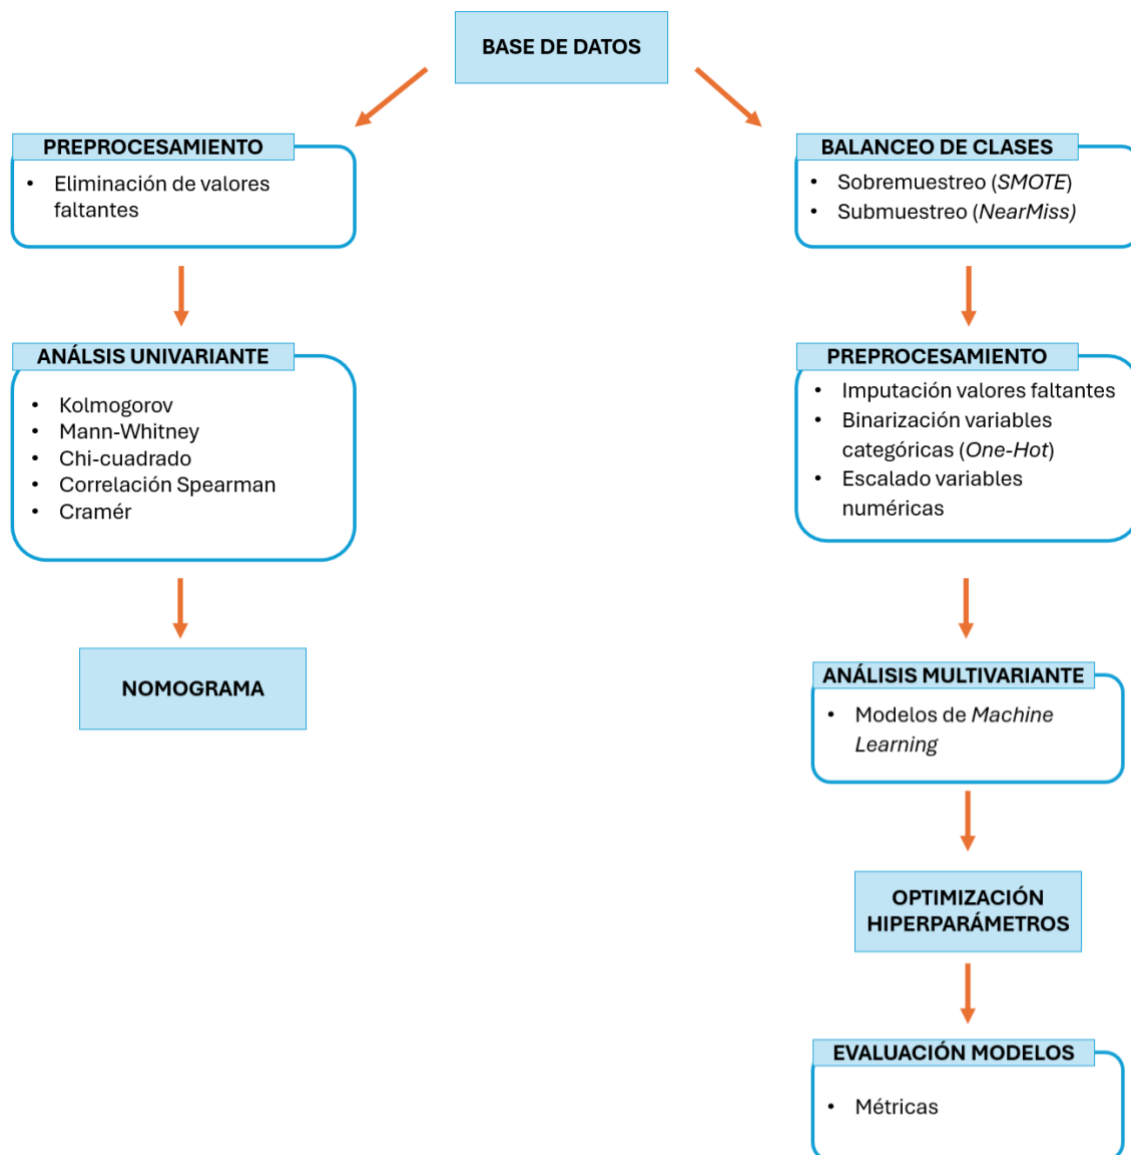 BASE DE DATOS
PREPROCESAMIENTO
• Eliminación de valores
faltantes
ANÁLSIS UNIVARIANTE
• Kolmogorov
• Mann-Whitney
• Chi-cuadrado
• Correlación Spearman
• Cramér
NOMOGRAMA
BALANCEO DE CLASES
• Sobremuestreo (SMOTE)
• Submuestreo (NearMiss)
PREPROCESAMIENTO
• Imputación valores faltantes
• Binarización variables
categóricas (One-Hot)
• Escalado variables
numéricas
ANÁLISIS MULTIVARIANTE
• Modelos de Machine
Learning
OPTIMIZACIÓN
HIPERPARÁMETROS
EVALUACIÓN MODELOS
• Métricas